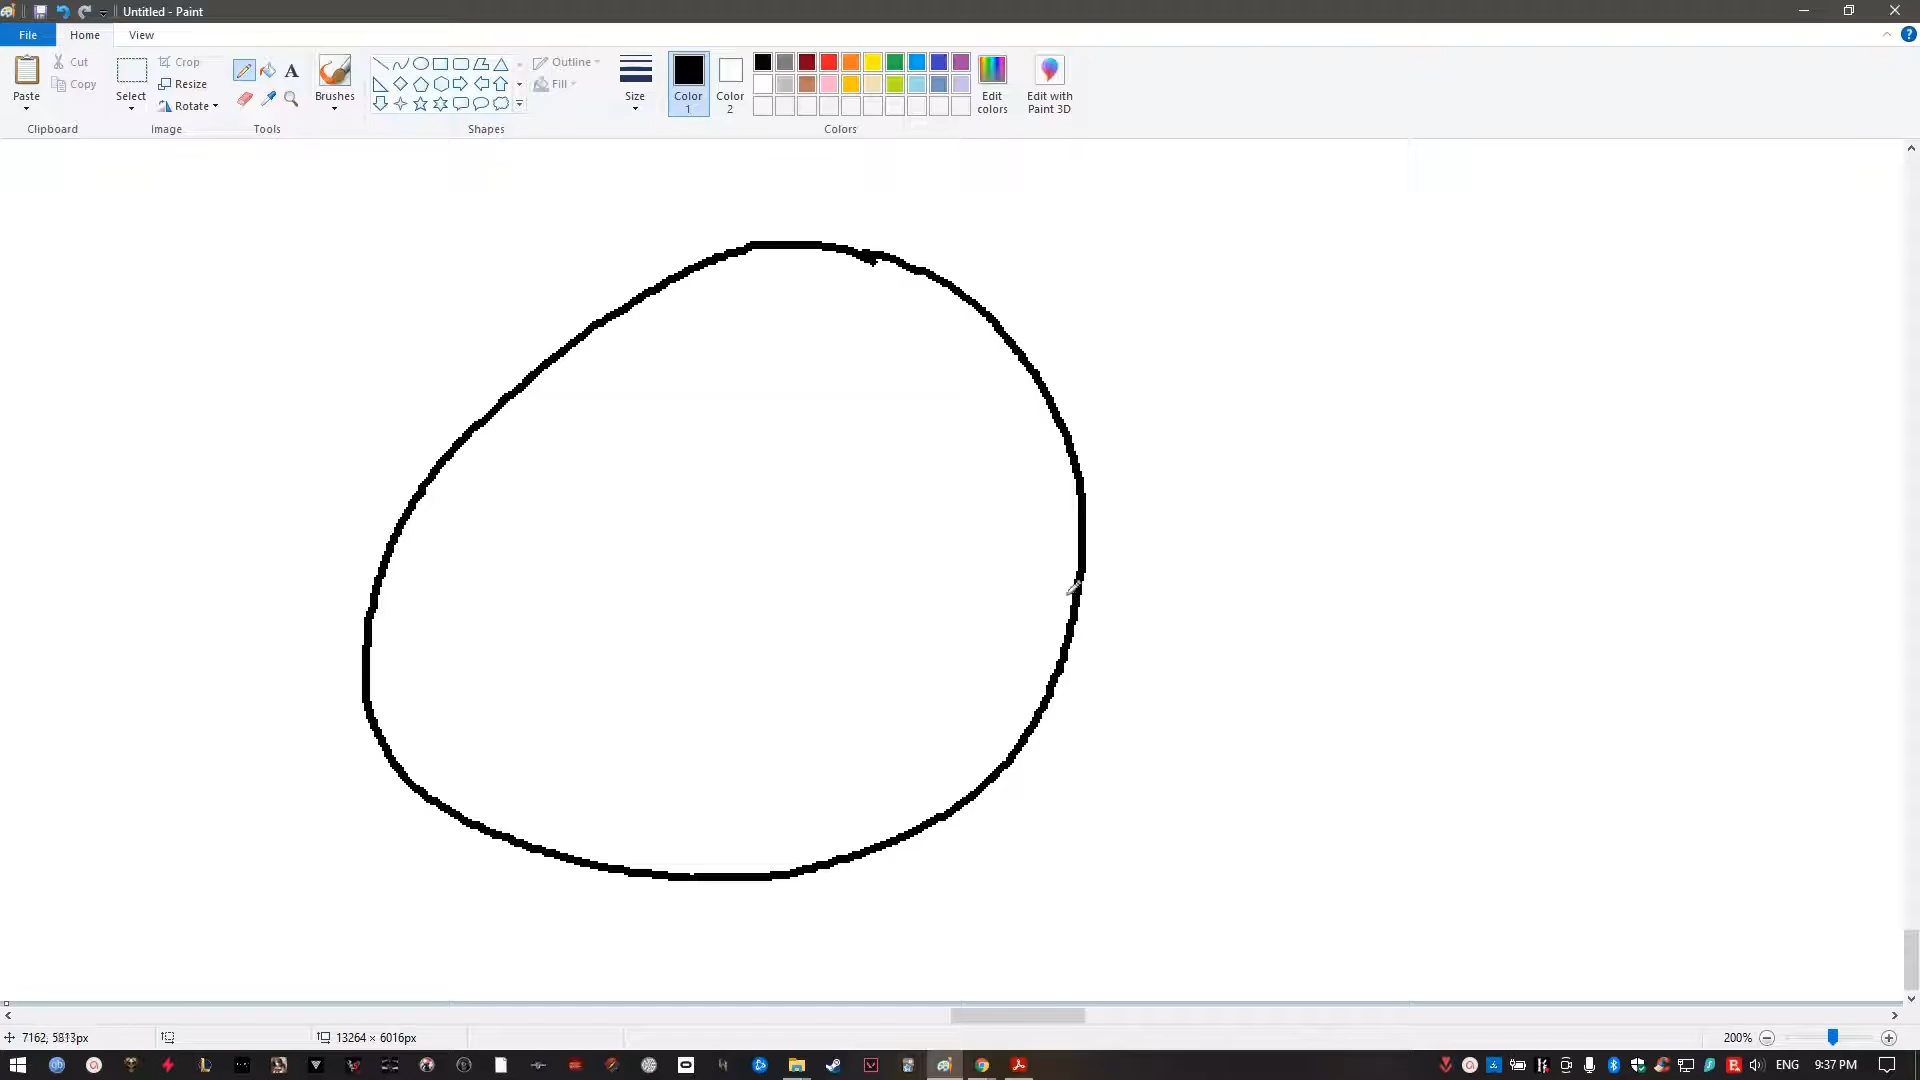 Untitled - Paint
File
Home
View
Paste
Cut
Copy
Clipboard
Select
Crop
Resize
Rotate
Image
Tools
Brushes
Shapes
Outline
Fill
Size
Color 1
Color 2
Edit colors
Edit with Paint 3D
Colors
7162, 5813px
13264 × 6016px
200%
ENG
9:37 PM